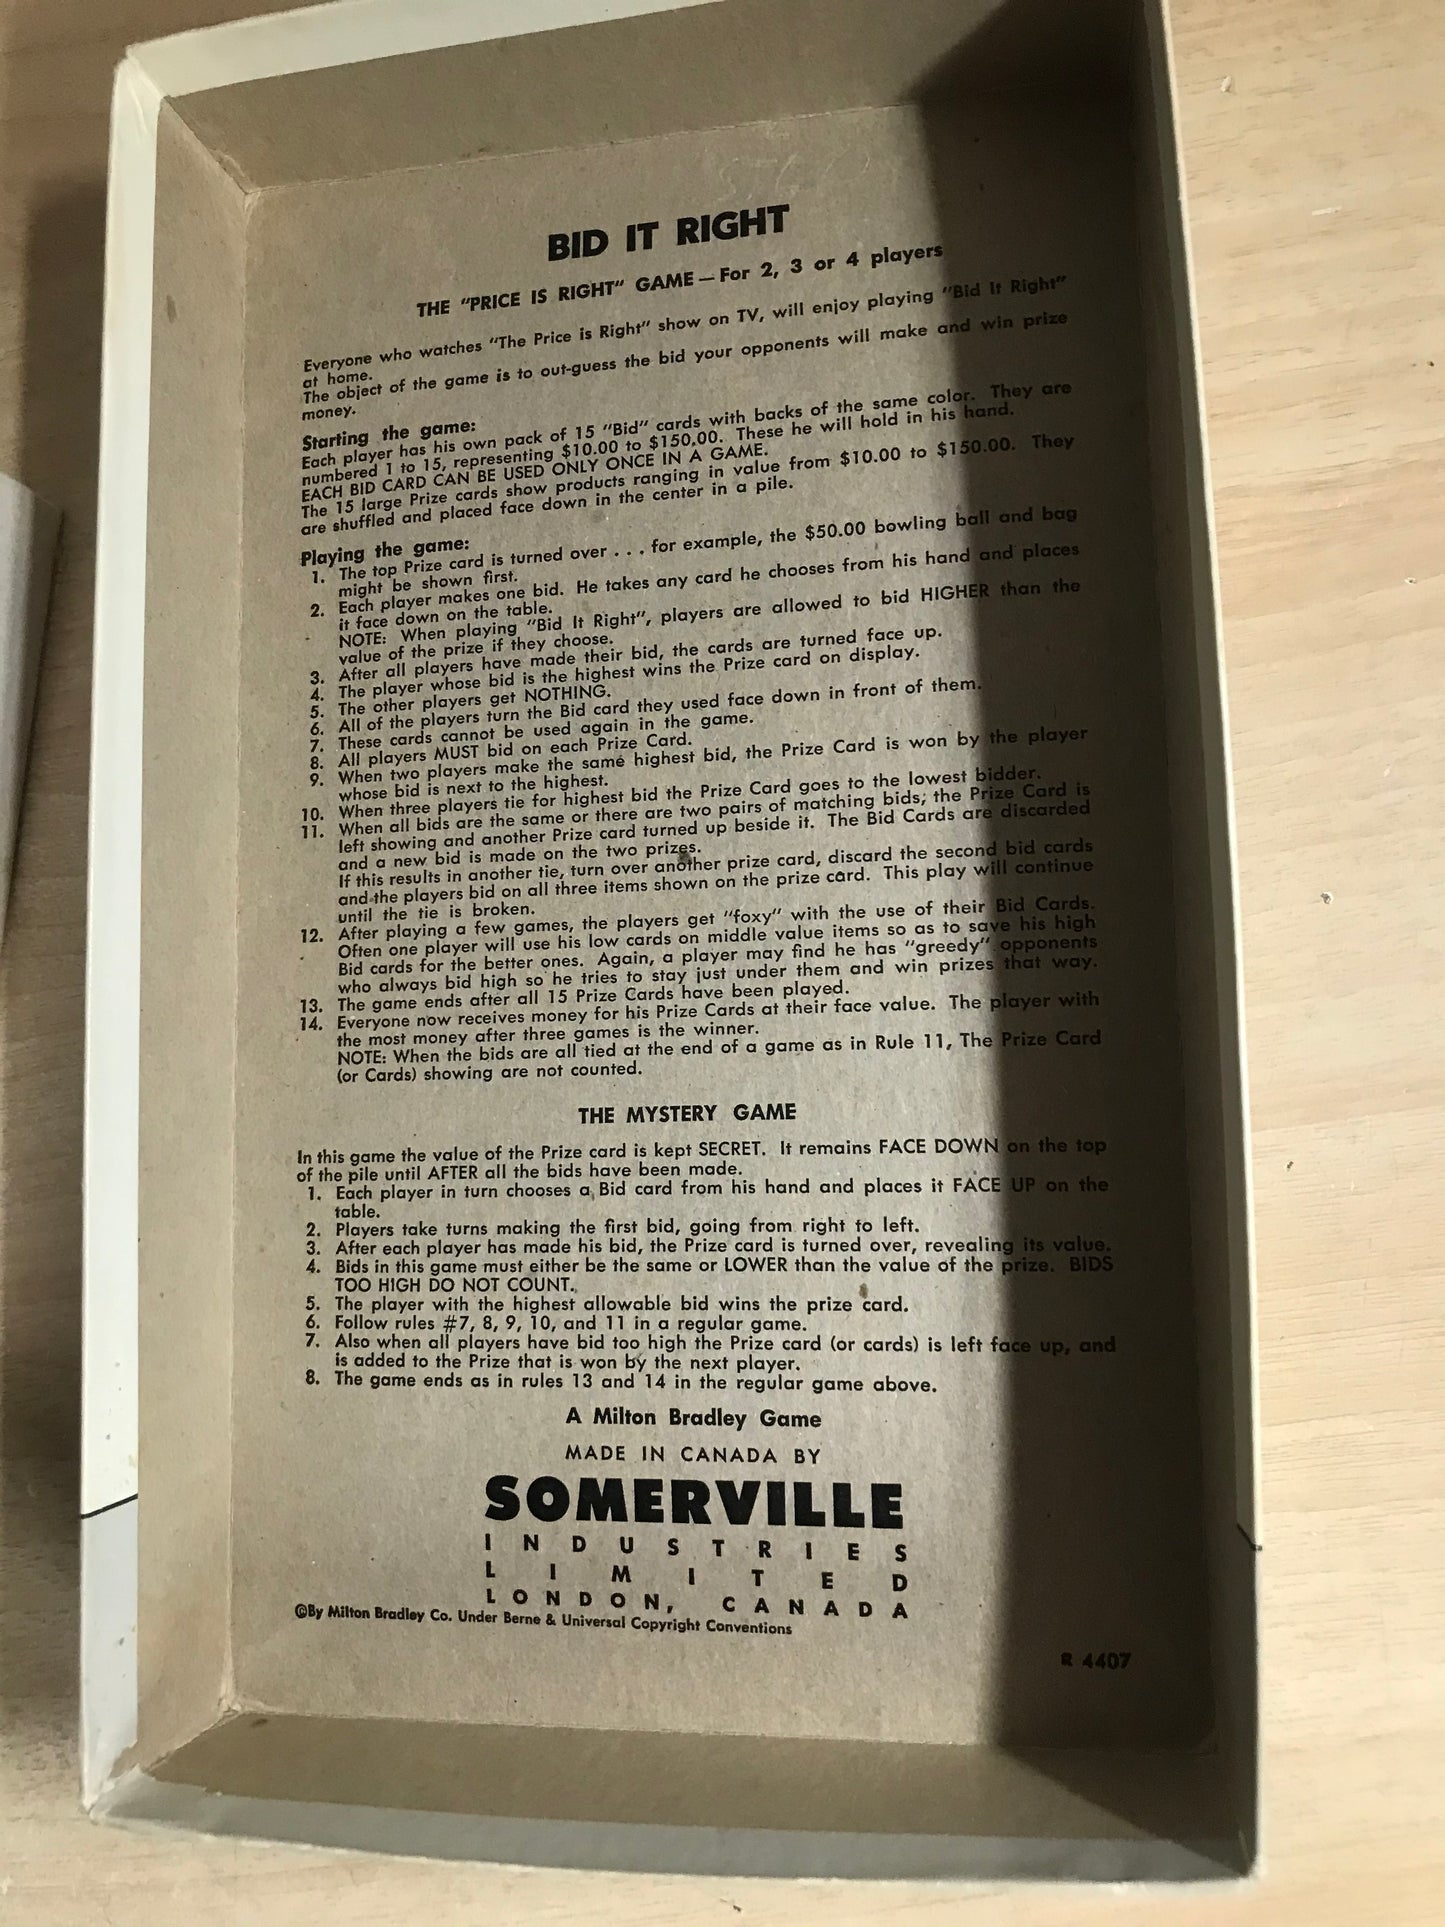 BID IT RIGHT
THE "PRICE IS RIGHT" GAME — For 2, 3 or 4 players
Everyone who watches "The Price is Right" show on TV, will enjoy playing "Bid It Right"
at home.
The object of the game is to out-guess the bid your opponents will make and win prize
money.
Starting the game:
Each player has his own pack of 15 "Bid" cards with backs of the same color. They are
numbered 1 to 15, representing $10.00 to $150.00. These he will hold in his hand.
EACH BID CARD CAN BE USED ONLY ONCE IN A GAME.
The 15 large Prize cards show products ranging in value from $10.00 to $150.00. They
are shuffled and placed face down in the center in a pile.
Playing the game:
1. The top Prize card is turned over . . . for example, the $50.00 bowling ball and bag
might be shown first.
2. Each player makes one bid. He takes any card he chooses from his hand and places
it face down on the table.
NOTE: When playing "Bid It Right", players are allowed to bid HIGHER than the
value of the prize if they choose.
3. After all players have made their bid, the cards are turned face up.
4. The player whose bid is the highest wins the Prize card on display.
5. The other players get NOTHING.
6. All of the players turn the Bid card they used face down in front of them.
7. These cards cannot be used again in the game.
8. All players MUST bid on each Prize Card.
9. When two players make the same highest bid, the Prize Card is won by the player
whose bid is next to the highest.
10. When three players tie for highest bid the Prize Card goes to the lowest bidder.
11. When all bids are the same or there are two pairs of matching bids; the Prize Card is
left showing and another Prize card turned up beside it. The Bid Cards are discarded
and a new bid is made on the two prizes.
If this results in another tie, turn over another prize card, discard the second bid cards
and the players bid on all three items shown on the prize card. This play will continue
until the tie is broken.
12. After playing a few games, the players get "foxy" with the use of their Bid Cards.
Often one player will use his low cards on middle value items so as to save his high
Bid cards for the better ones. Again, a player may find he has "greedy" opponents
who always bid high so he tries to stay just under them and win prizes that way.
13. The game ends after all 15 Prize Cards have been played.
14. Everyone now receives money for his Prize Cards at their face value. The player with
the most money after three games is the winner.
NOTE: When the bids are all tied at the end of a game as in Rule 11, The Prize Card
(or Cards) showing are not counted.
THE MYSTERY GAME
In this game the value of the Prize card is kept SECRET. It remains FACE DOWN on the top
of the pile until AFTER all the bids have been made.
1. Each player in turn chooses a Bid card from his hand and places it FACE UP on the
table.
2. Players take turns making the first bid, going from right to left.
3. After each player has made his bid, the Prize card is turned over, revealing its value.
4. Bids in this game must either be the same or LOWER than the value of the prize. BIDS
TOO HIGH DO NOT COUNT.
5. The player with the highest allowable bid wins the prize card.
6. Follow rules #7, 8, 9, 10, and 11 in a regular game.
7. Also when all players have bid too high the Prize card (or cards) is left face up, and
is added to the Prize that is won by the next player.
8. The game ends as in rules 13 and 14 in the regular game above.
A Milton Bradley Game
MADE IN CANADA BY
SOMERVILLE
INDUSTRIES
LIMITED
LONDON, CANADA
©By Milton Bradley Co. Under Berne & Universal Copyright Conventions
R 4407